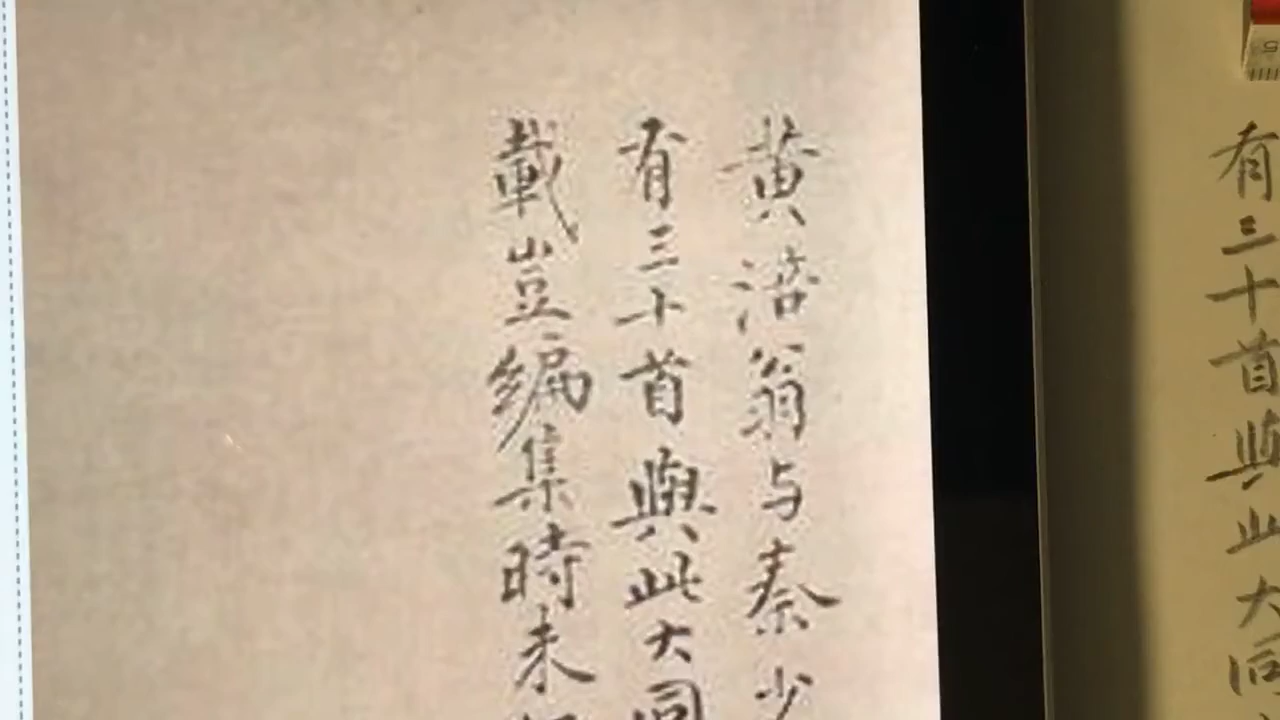 黄涪翁与秦少
有三十首與此大同
載豈編集時未
有三十首與此大同